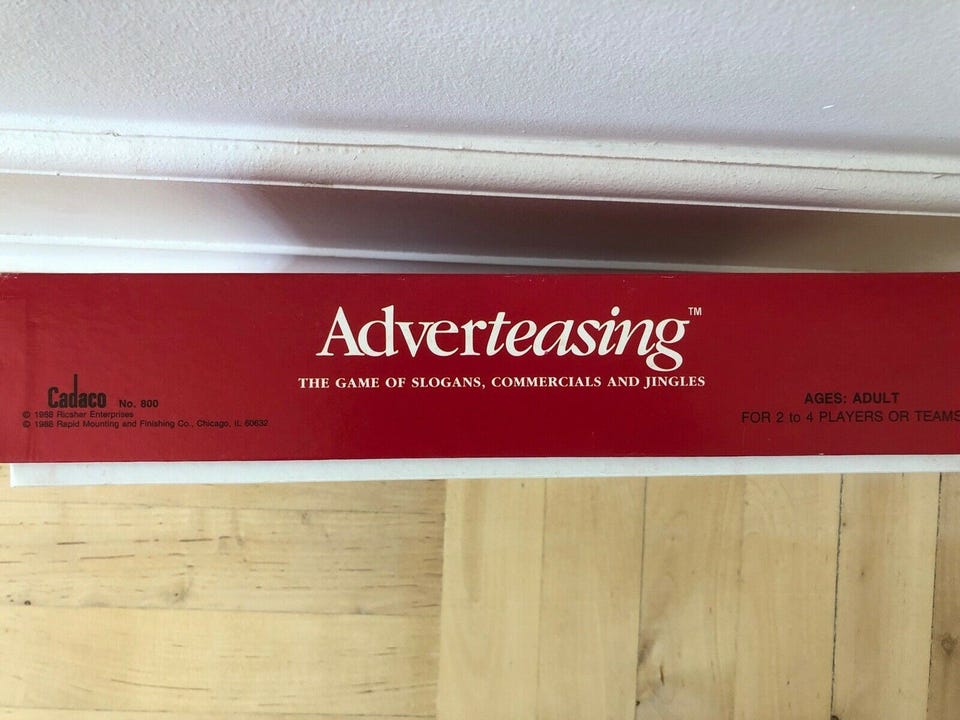 Adverteasing™
THE GAME OF SLOGANS, COMMERCIALS AND JINGLES
Cadaco No. 800
© 1988 Ricsher Enterprises
© 1988 Rapid Mounting and Finishing Co., Chicago, IL 60632
AGES: ADULT
FOR 2 to 4 PLAYERS OR TEAMS